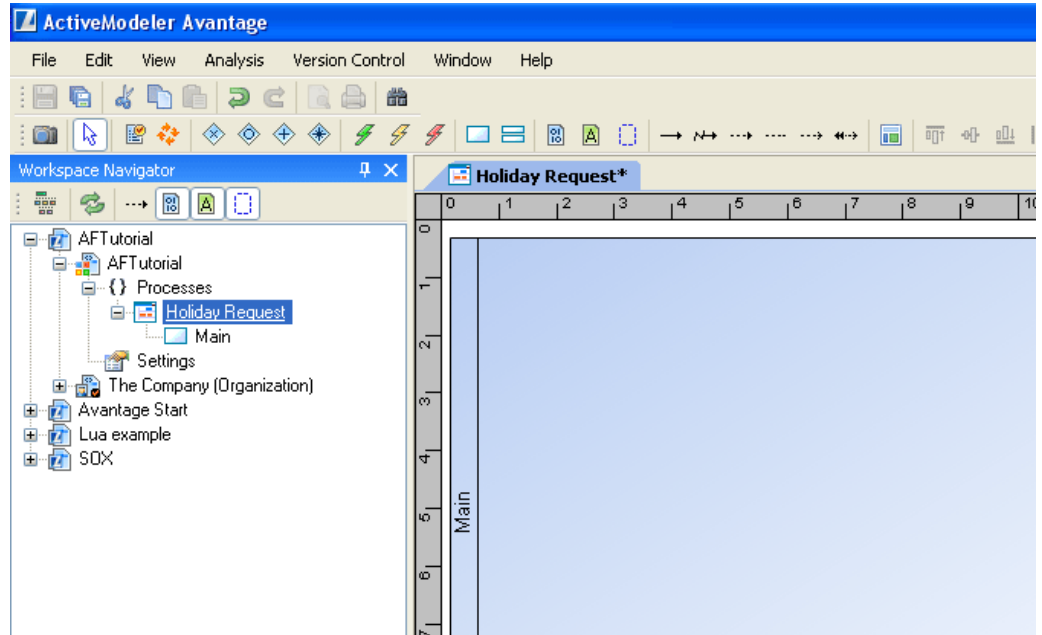 ActiveModeler Avantage
File Edit View Analysis Version Control Window Help
Workspace Navigator
Holiday Request*
0 1 2 3 4 5 6 7 8 9 10
AFTutorial
AFTutorial
{} Processes
Holiday Request
Main
Settings
The Company (Organization)
Avantage Start
Lua example
SOX
0
1
2
3
4
5
6
7
Main